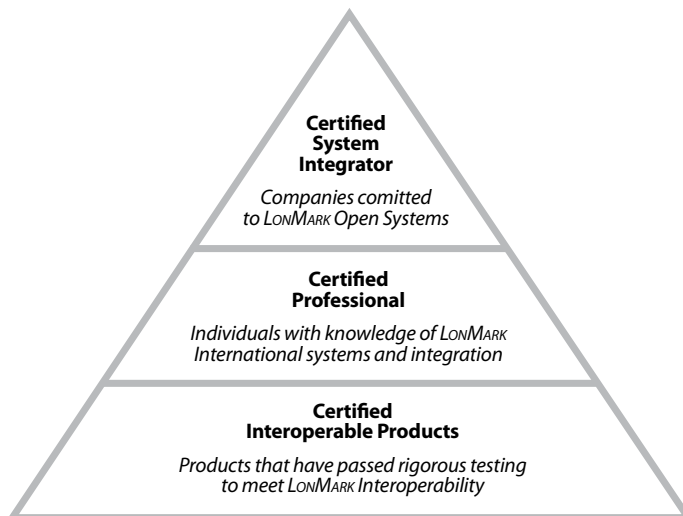 Certified
System
Integrator
Companies comitted
to LonMark Open Systems
Certified
Professional
Individuals with knowledge of LonMark
International systems and integration
Certified
Interoperable Products
Products that have passed rigorous testing
to meet LonMark Interoperability